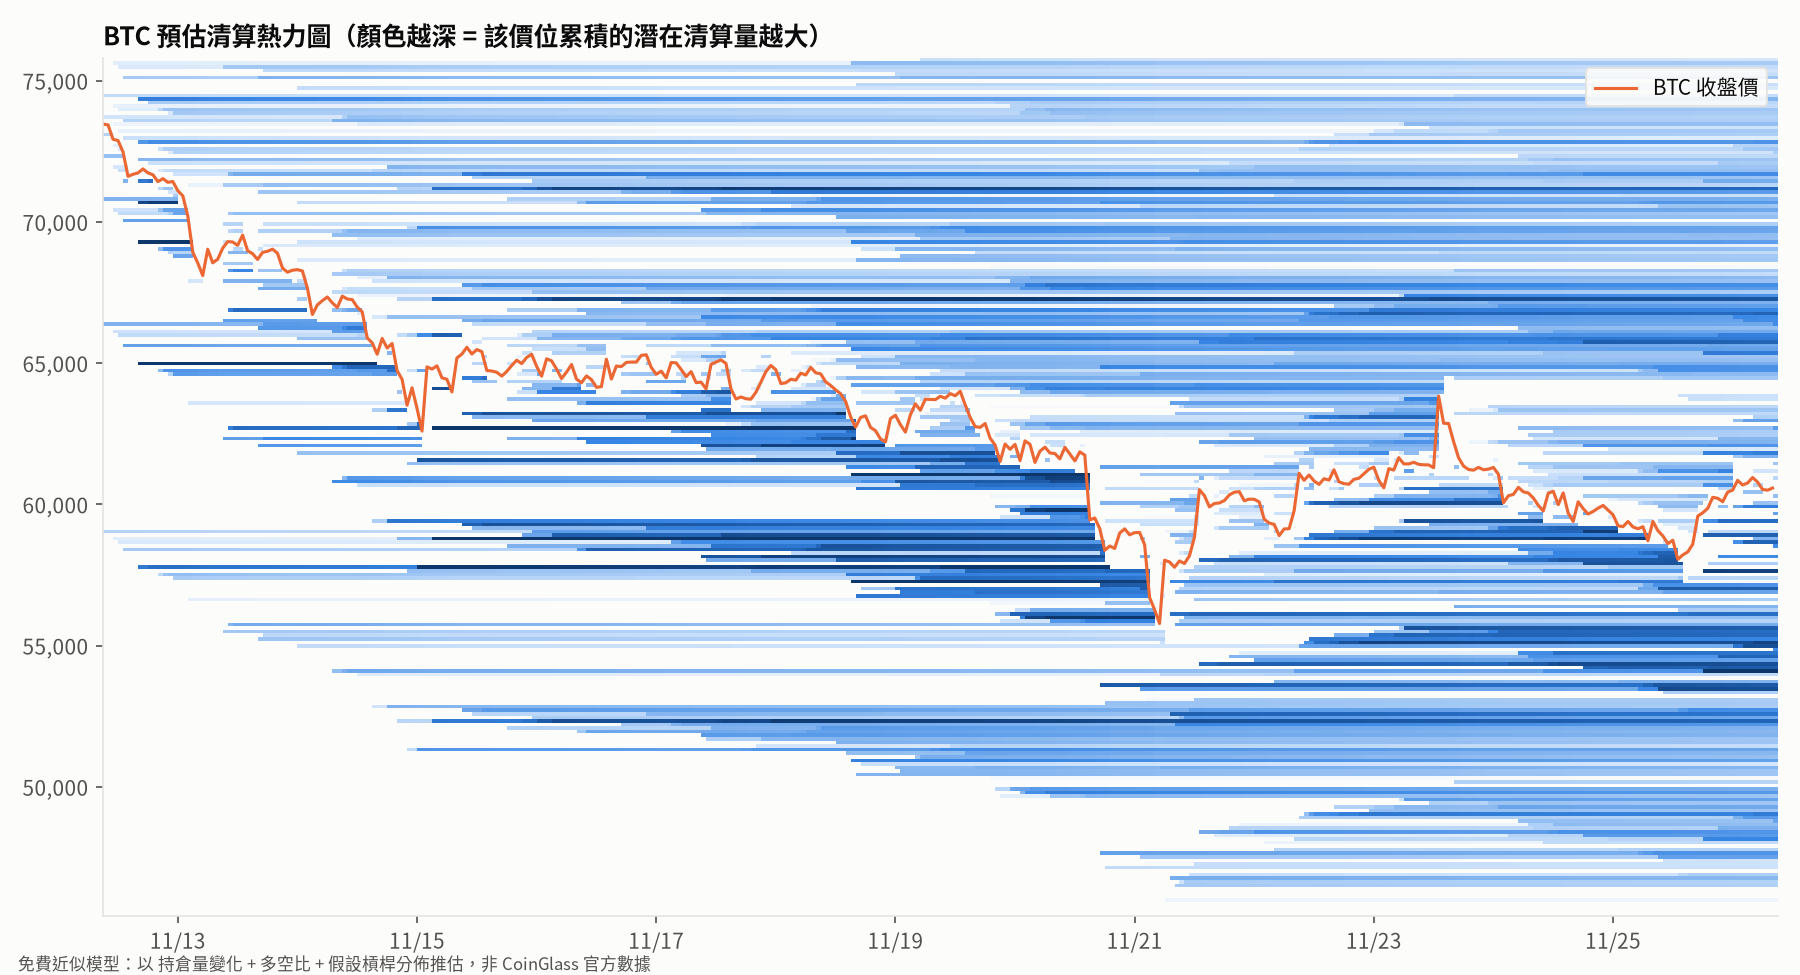 BTC 預估清算熱力圖（顏色越深 = 該價位累積的潛在清算量越大）
BTC 收盤價
75,000
70,000
65,000
60,000
55,000
50,000
11/13 11/15 11/17 11/19 11/21 11/23 11/25
免費近似模型：以 持倉量變化 + 多空比 + 假設槓桿分佈推估，非 CoinGlass 官方數據